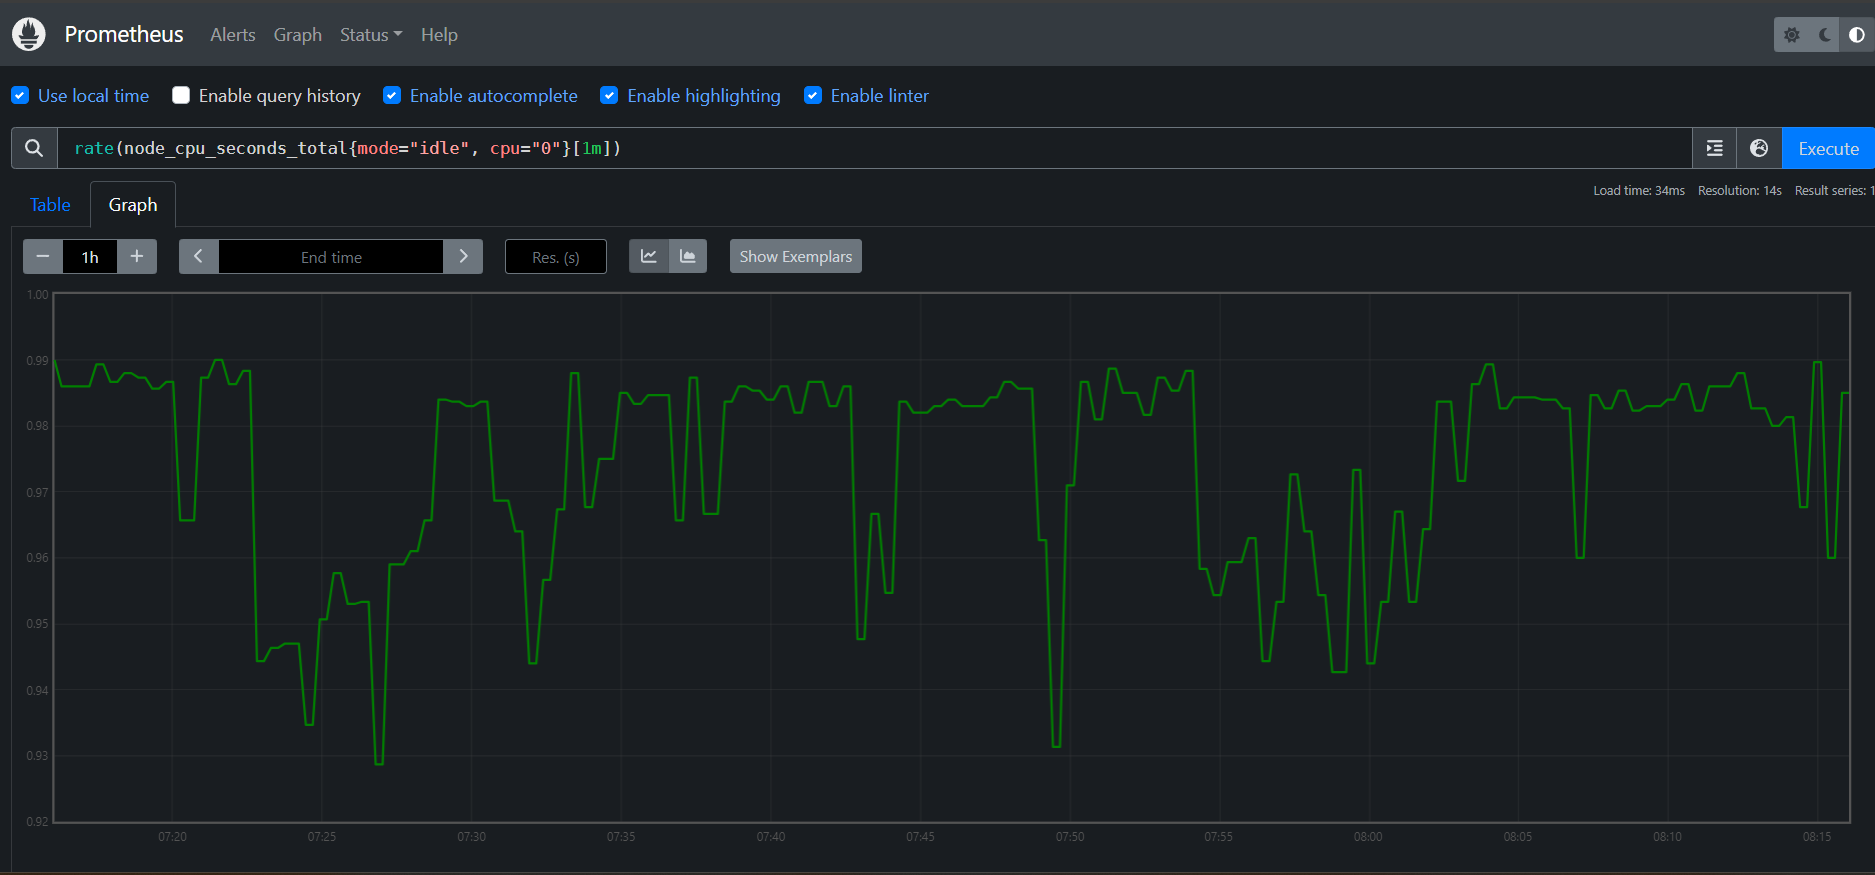 Prometheus Alerts Graph Status Help
Use local time Enable query history Enable autocomplete Enable highlighting Enable linter
rate(node_cpu_seconds_total{mode="idle", cpu="0"}[1m]) Execute
Load time: 34ms Resolution: 14s Result series: 1
Table Graph
1h End time Res. (s) Show Exemplars
1.00
0.99
0.98
0.97
0.96
0.95
0.94
0.93
0.92
07:20 07:25 07:30 07:35 07:40 07:45 07:50 07:55 08:00 08:05 08:10 08:15